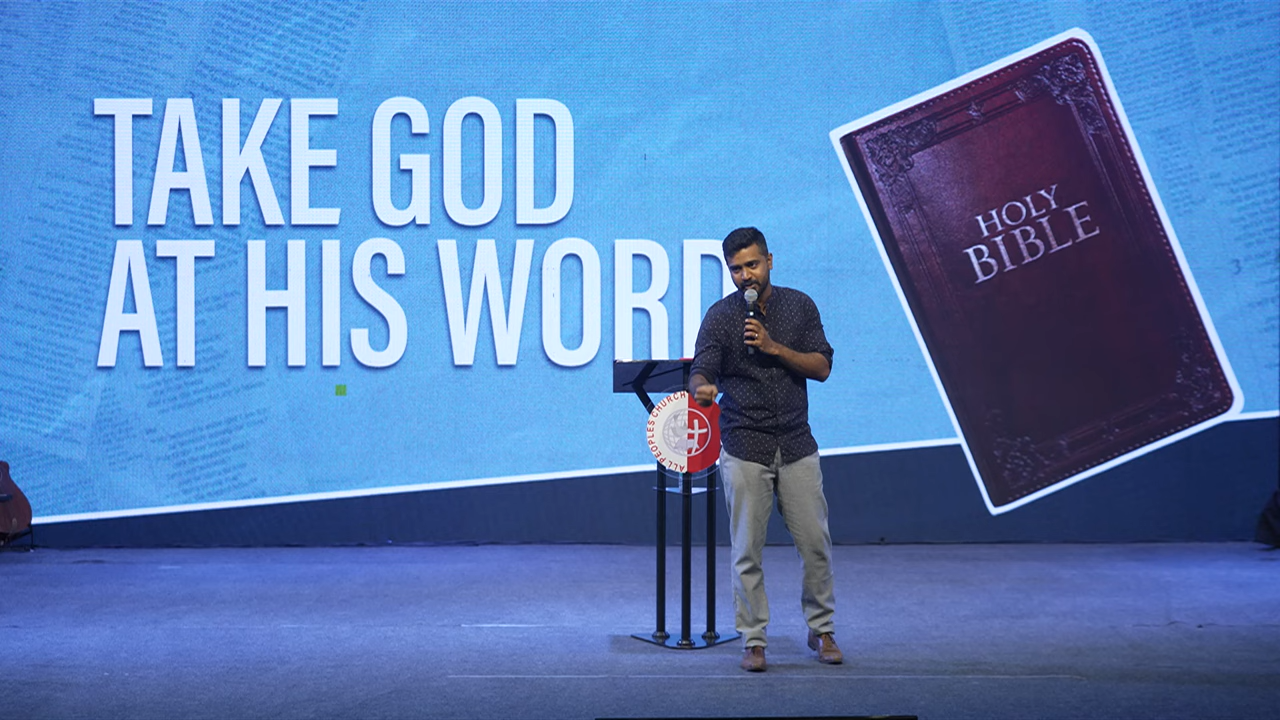 TAKE GOD
AT HIS WORD
HOLY
BIBLE
ALL PEOPLES CHURCH